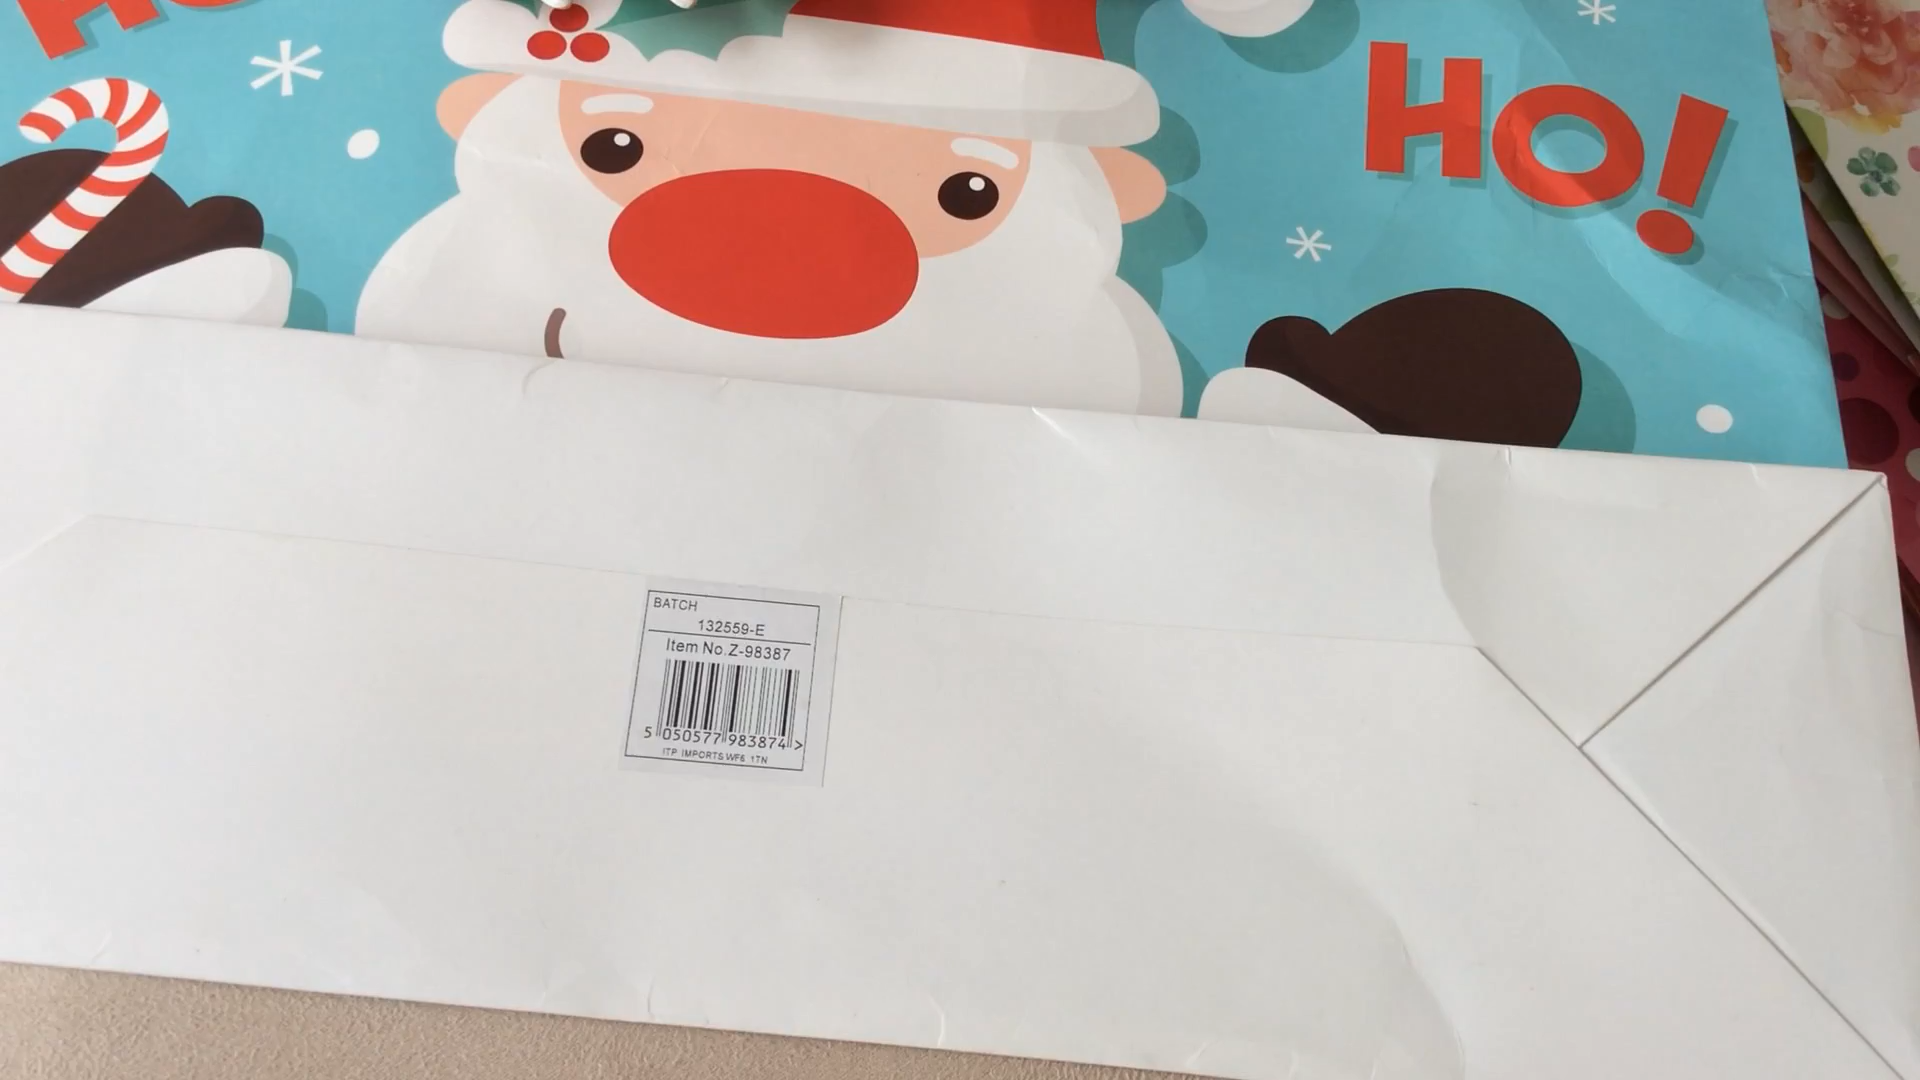 HO!
BATCH
132559-E
Item No.Z-98387
5 050577 983874 >
ITP IMPORTS WF6 1TN